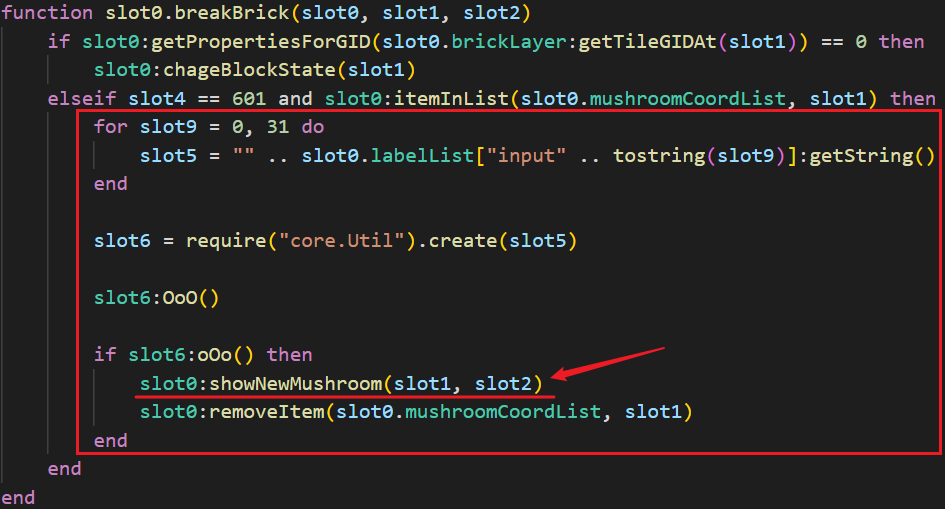 function slot0.breakBrick(slot0, slot1, slot2)
    if slot0:getPropertiesForGID(slot0.brickLayer:getTileGIDAt(slot1)) == 0 then
        slot0:chageBlockState(slot1)
    elseif slot4 == 601 and slot0:itemInList(slot0.mushroomCoordList, slot1) then
        for slot9 = 0, 31 do
            slot5 = "" .. slot0.labelList["input" .. tostring(slot9)]:getString()
        end

        slot6 = require("core.Util").create(slot5)

        slot6:OoO()

        if slot6:oOo() then
            slot0:showNewMushroom(slot1, slot2)
            slot0:removeItem(slot0.mushroomCoordList, slot1)
        end
    end
end